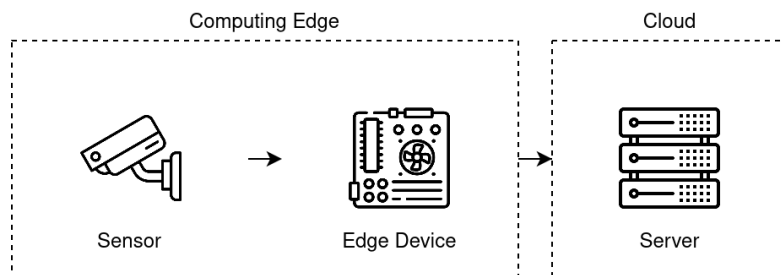 Computing Edge
Cloud
Sensor
Edge Device
Server